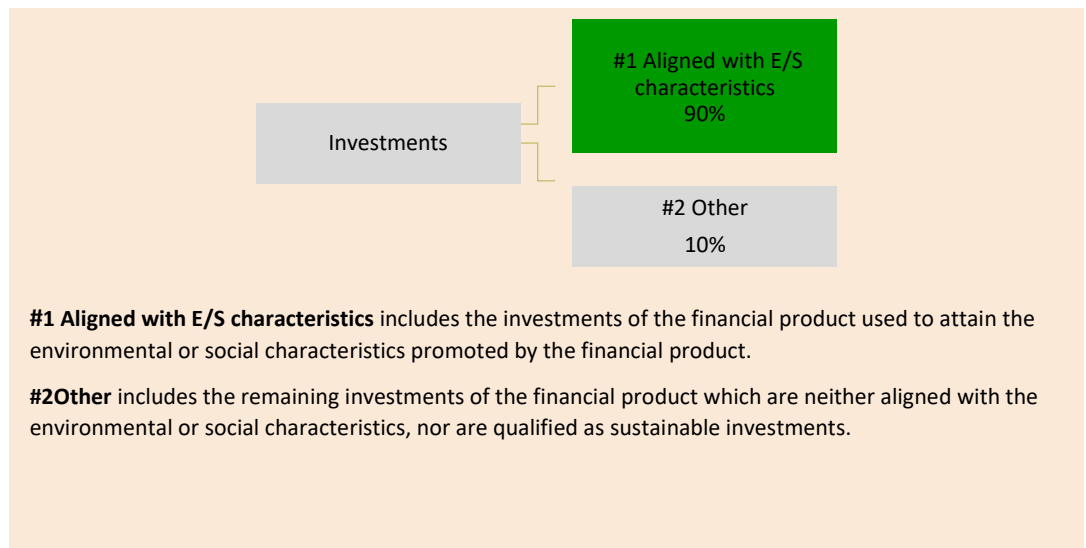 #1 Aligned with E/S
characteristics
90%
Investments
#2 Other
10%
#1 Aligned with E/S characteristics includes the investments of the financial product used to attain the
environmental or social characteristics promoted by the financial product.
#2Other includes the remaining investments of the financial product which are neither aligned with the
environmental or social characteristics, nor are qualified as sustainable investments.